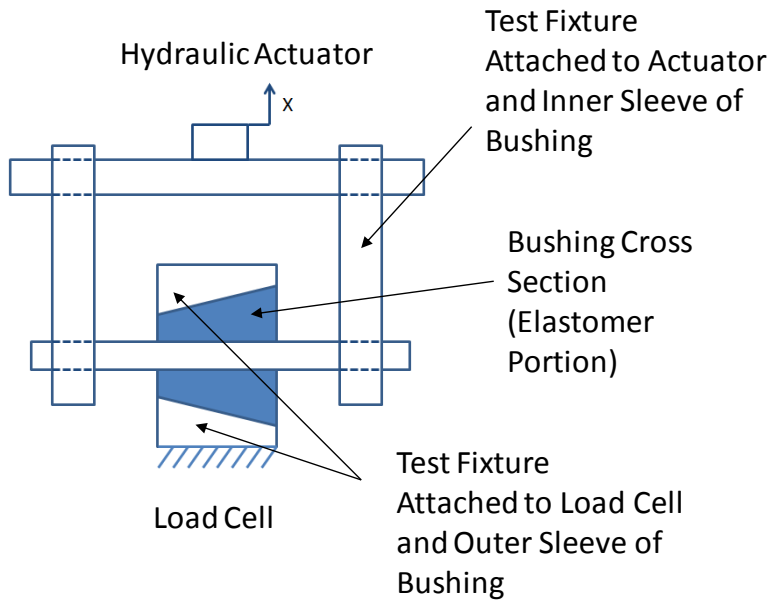 Hydraulic Actuator
x
Test Fixture
Attached to Actuator
and Inner Sleeve of
Bushing
Bushing Cross
Section
(Elastomer
Portion)
Test Fixture
Attached to Load Cell
and Outer Sleeve of
Bushing
Load Cell